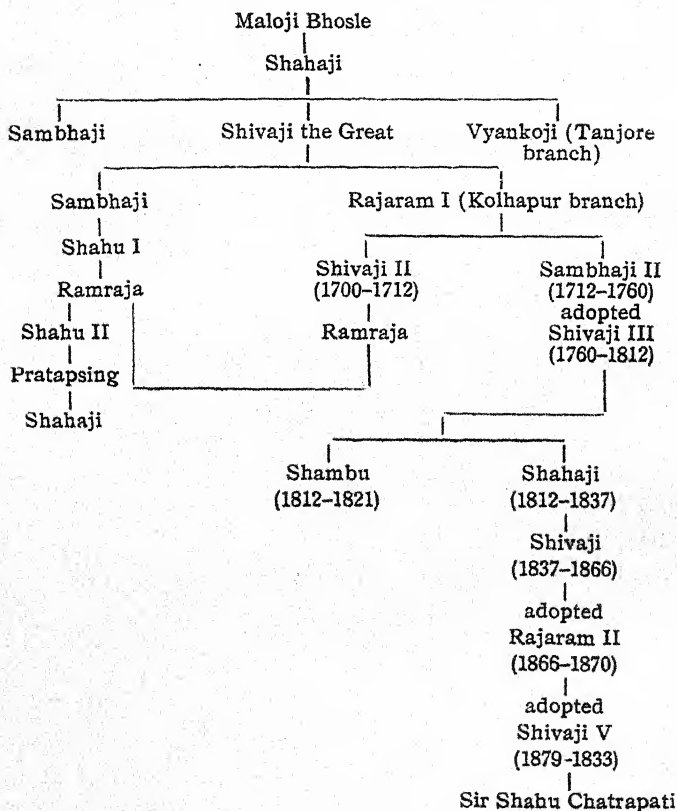 Maloji Bhosle
Shahaji
Sambhaji Shivaji the Great Vyankoji (Tanjore
branch)
Sambhaji Rajaram I (Kolhapur branch)
Shahu I
Shivaji II Sambhaji II
Ramraja (1700–1712) (1712–1760)
adopted
Shahu II Ramraja Shivaji III
(1760–1812)
Pratapsing
Shahaji
Shambu Shahaji
(1812–1821) (1812–1837)
Shivaji
(1837–1866)
adopted
Rajaram II
(1866–1870)
adopted
Shivaji V
(1879-1833)
Sir Shahu Chatrapati